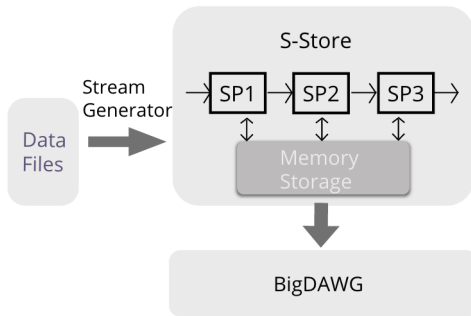 S-Store
Stream
Generator
SP1
SP2
SP3
Data
Files
Memory
Storage
BigDAWG